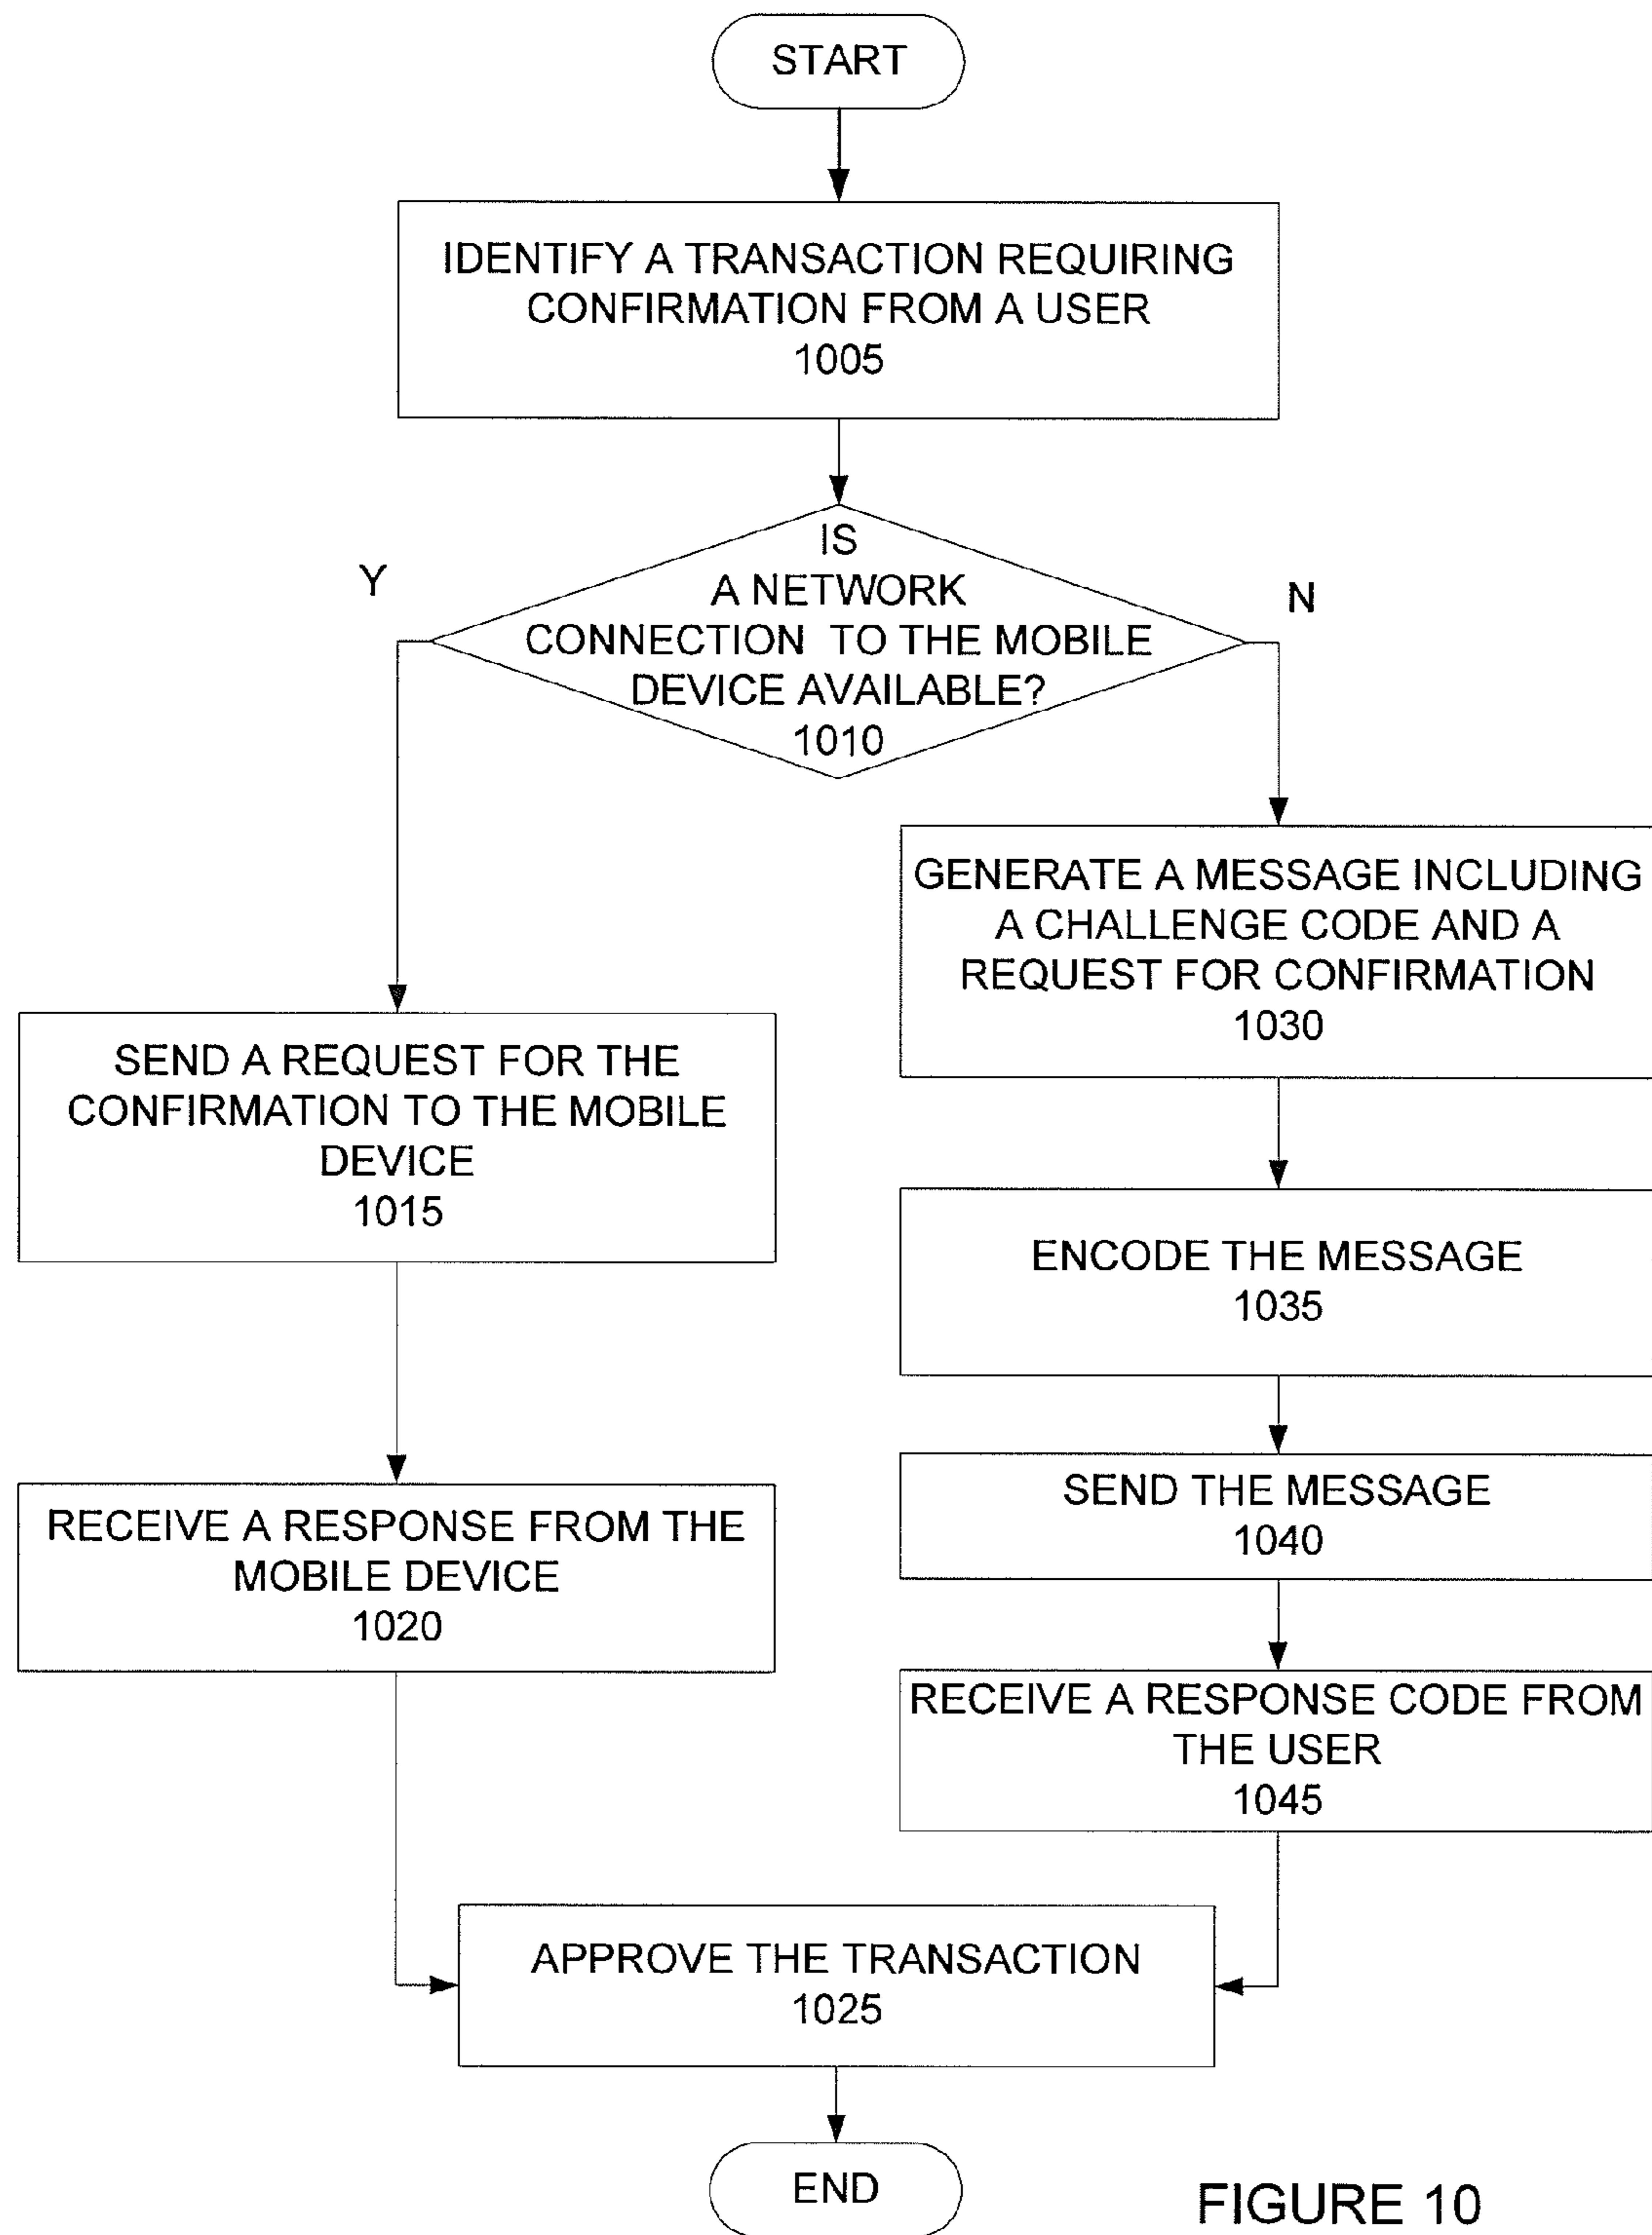 START
IDENTIFY A TRANSACTION REQUIRING
CONFIRMATION FROM A USER
1005
IS
A NETWORK
CONNECTION TO THE MOBILE
DEVICE AVAILABLE?
1010
Y
N
SEND A REQUEST FOR THE
CONFIRMATION TO THE MOBILE
DEVICE
1015
RECEIVE A RESPONSE FROM THE
MOBILE DEVICE
1020
GENERATE A MESSAGE INCLUDING
A CHALLENGE CODE AND A
REQUEST FOR CONFIRMATION
1030
ENCODE THE MESSAGE
1035
SEND THE MESSAGE
1040
RECEIVE A RESPONSE CODE FROM
THE USER
1045
APPROVE THE TRANSACTION
1025
END
FIGURE 10